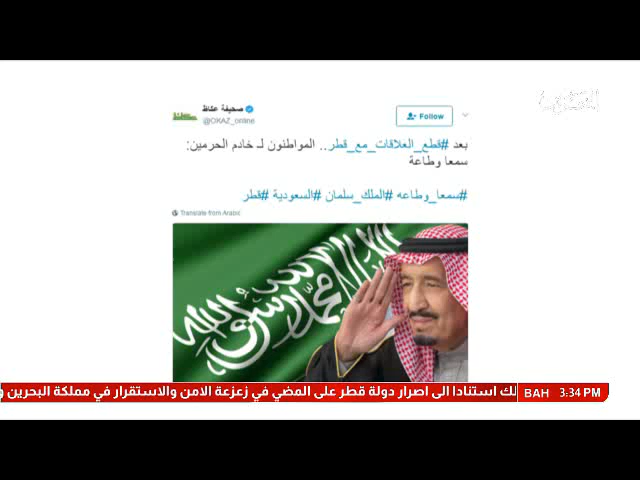 صحيفة عكاظ
@OKAZ_online
Follow
بعد #قطع_العلاقات_مع_قطر.. المواطنون لـ خادم الحرمين:
سمعا وطاعة
#سمعا_وطاعه #الملك_سلمان #السعودية #قطر
Translate from Arabic
لك استنادا الى اصرار دولة قطر على المضي في زعزعة الامن والاستقرار في مملكة البحرين و
BAH 3:34 PM